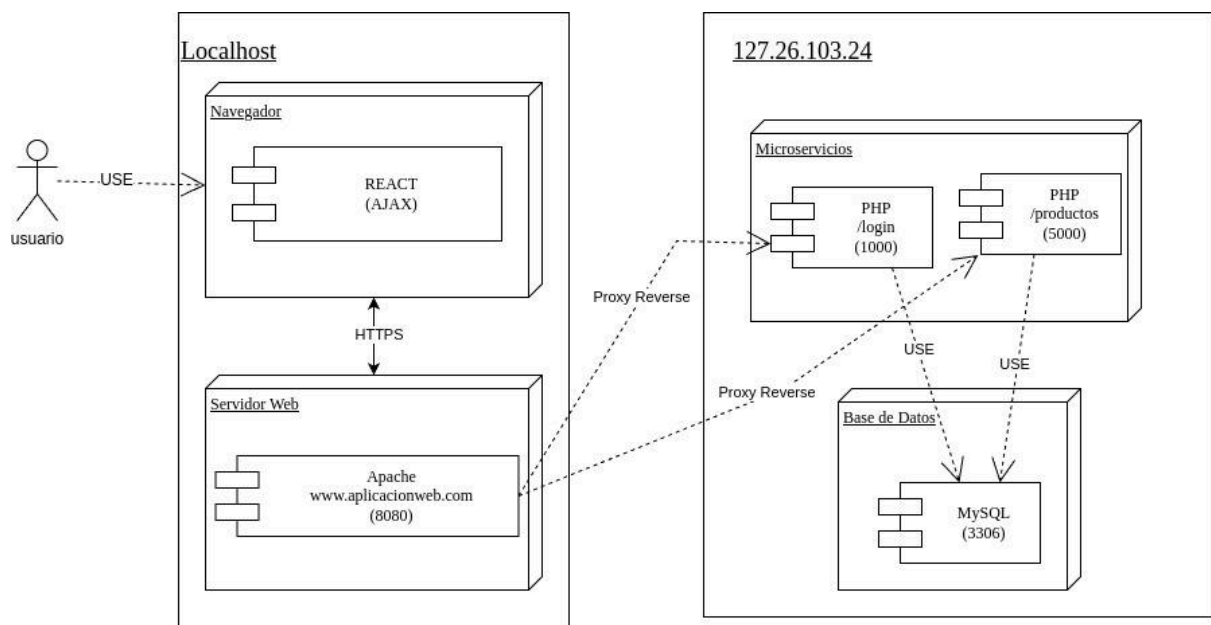 Localhost
Navegador
REACT
(AJAX)
USE
usuario
HTTPS
Servidor Web
Apache
www.aplicacionweb.com
(8080)
Proxy Reverse
Proxy Reverse
127.26.103.24
Microservicios
PHP
/login
(1000)
PHP
/productos
(5000)
USE
USE
Base de Datos
MySQL
(3306)